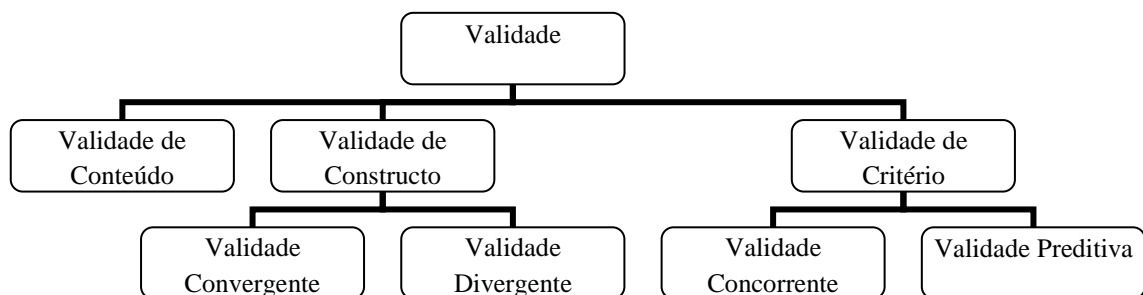 Validade
Validade de
Conteúdo
Validade de
Constructo
Validade de
Critério
Validade
Convergente
Validade
Divergente
Validade
Concorrente
Validade Preditiva